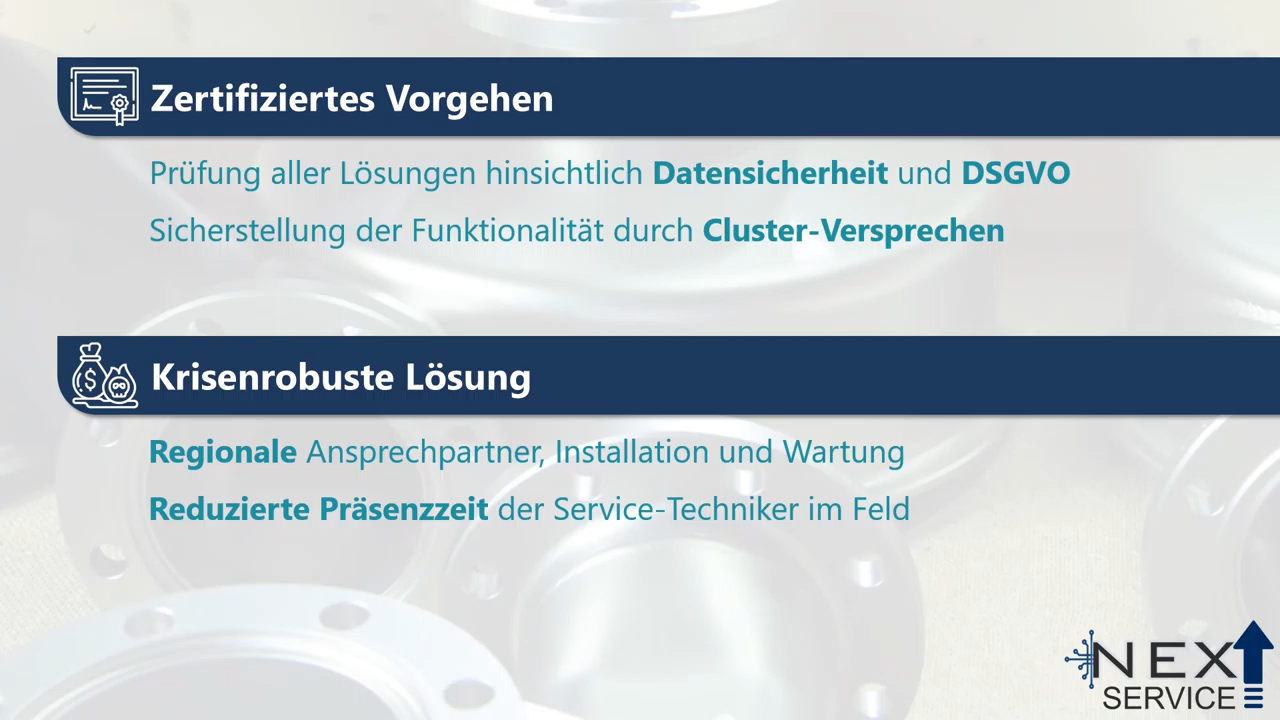 Zertifiziertes Vorgehen
Prüfung aller Lösungen hinsichtlich Datensicherheit und DSGVO
Sicherstellung der Funktionalität durch Cluster-Versprechen
Krisenrobuste Lösung
Regionale Ansprechpartner, Installation und Wartung
Reduzierte Präsenzzeit der Service-Techniker im Feld
NEXT
SERVICE